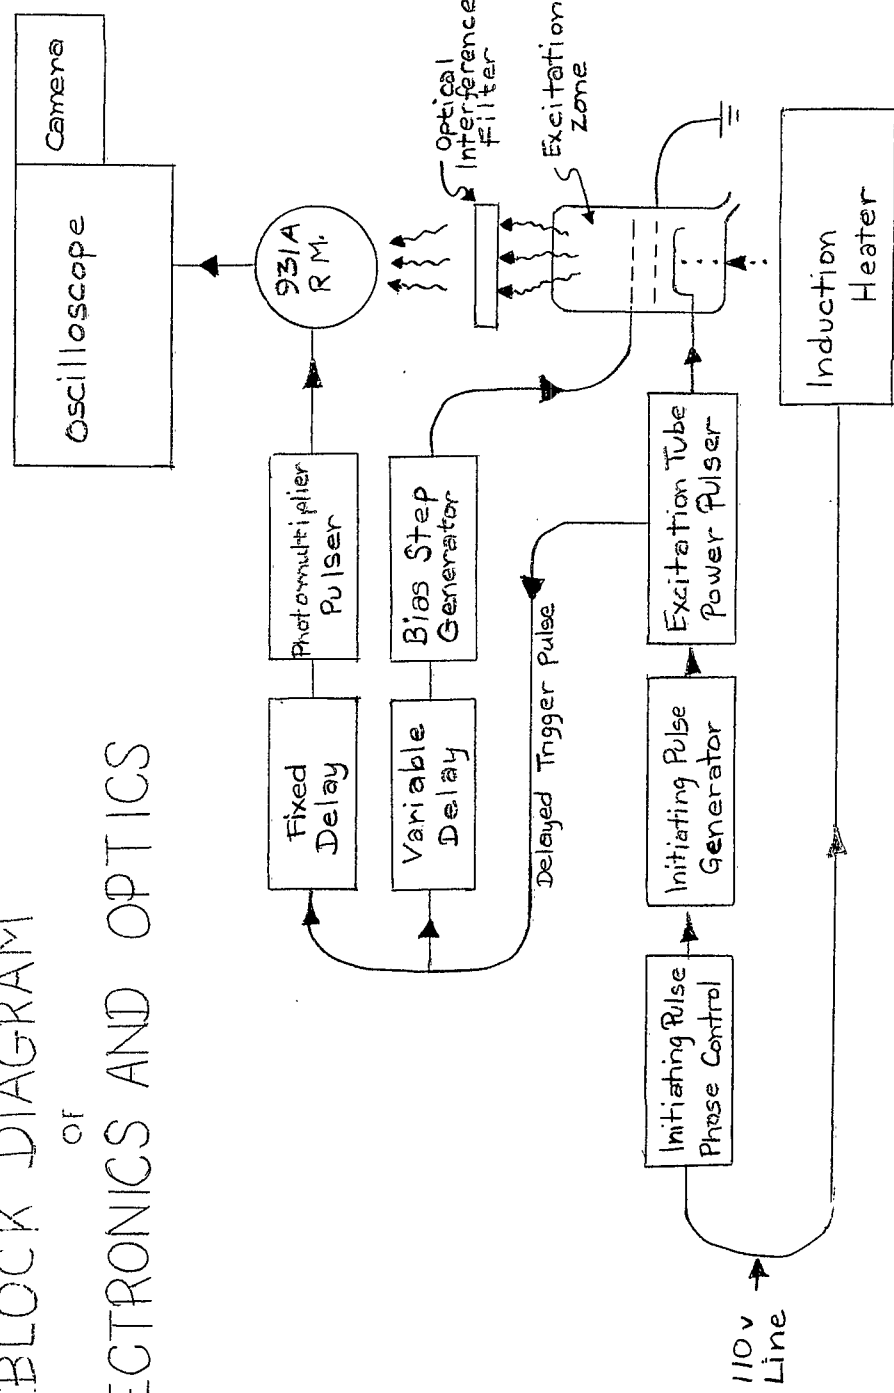 BLOCK DIAGRAM
OF
ECTRONICS AND OPTICS
Camera
Oscilloscope
931A
P.M.
Optical
Interference
Filter
Excitation
zone
Photomultiplier
Pulser
Fixed
Delay
Bias Step
Generator
Variable
Delay
Delayed Trigger Pulse
Excitation Tube
Power Pulser
Initiating Pulse
Generator
Initiating Pulse
Phase Control
Induction
Heater
110v
Line